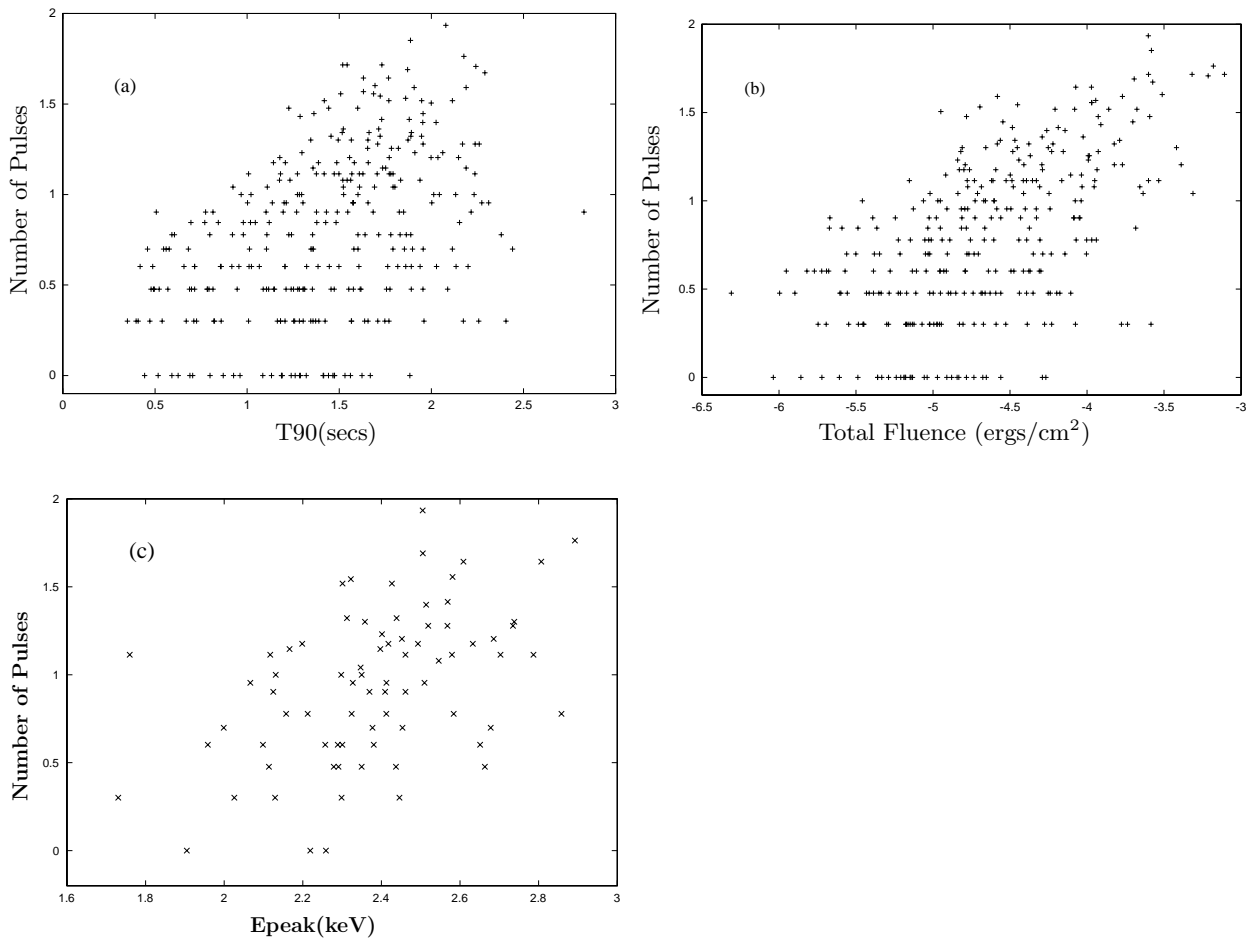 2
1.5
1
0.5
0
Number of Pulses
(a)
0 0.5 1 1.5 2 2.5 3
T90(secs)
2
1.5
1
0.5
0
Number of Pulses
(b)
-6.5 -6 -5.5 -5 -4.5 -4 -3.5 -3
Total Fluence (ergs/cm²)
2
1.5
1
0.5
0
Number of Pulses
(c)
1.6 1.8 2 2.2 2.4 2.6 2.8 3
Epeak(keV)